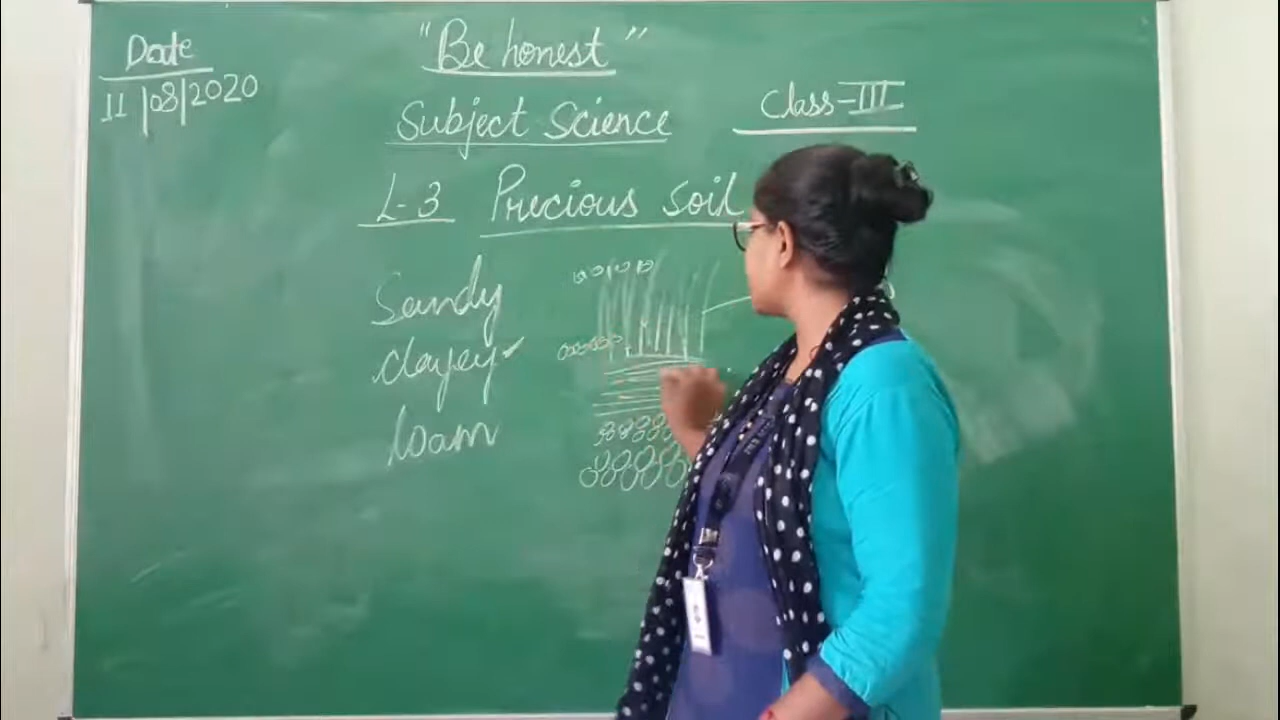 Date
11/08/2020
"Be honest"
Subject Science
Class-III
L-3 Precious Soil
Sandy
clayey
loam